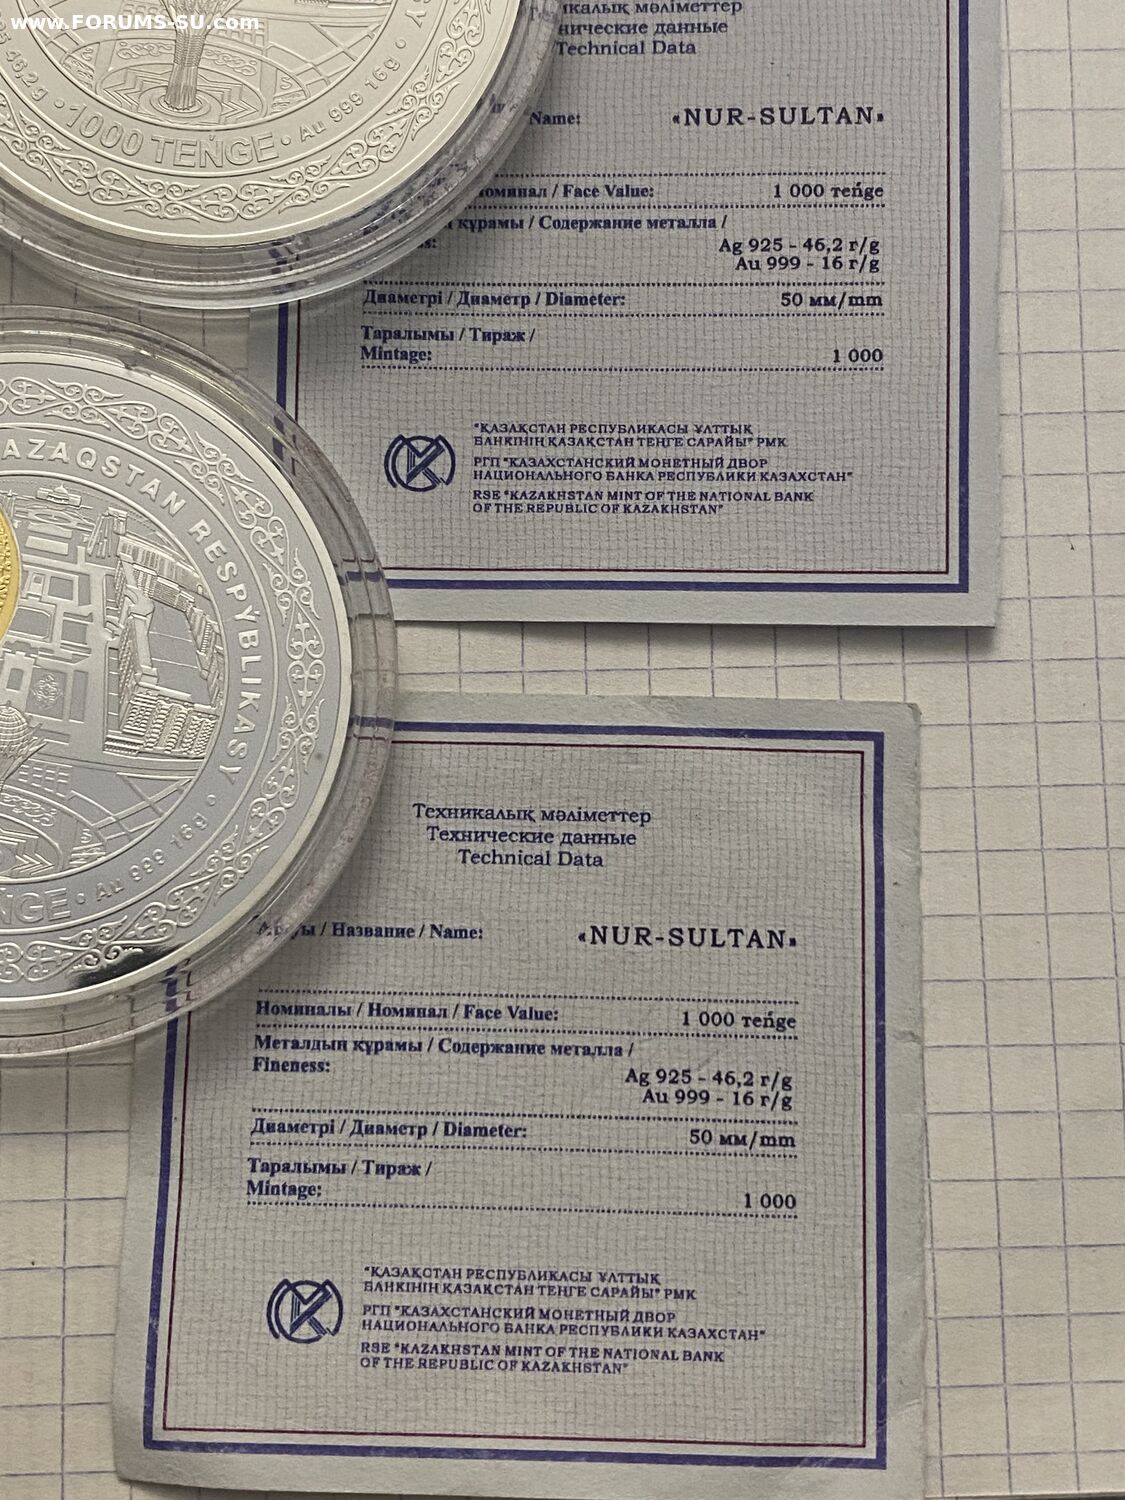 www.FORUMS-SU.com
мәліметтер
нические данные
Technical Data
Name: «NUR-SULTAN»
Номинал / Face Value: 1 000 teńge
құрамы / Содержание металла /
Ag 925 - 46,2 г/g
Au 999 - 16 г/g
Диаметрі / Диаметр / Diameter: 50 мм/mm
Таралымы / Тираж /
Mintage: 1 000
"ҚАЗАҚСТАН РЕСПУБЛИКАСЫ ҰЛТТЫҚ
БАНКІНІҢ ҚАЗАҚСТАН ТЕҢГЕ САРАЙЫ" РМК
РГП "КАЗАХСТАНСКИЙ МОНЕТНЫЙ ДВОР
НАЦИОНАЛЬНОГО БАНКА РЕСПУБЛИКИ КАЗАХСТАН"
RSE "KAZAKHSTAN MINT OF THE NATIONAL BANK
OF THE REPUBLIC OF KAZAKHSTAN"
46,2 g • 1000 TEŃGE • Au 999 16 g •
AZAQSTAN RESPÝBLIKASY
ŃGE • Au 999 16 g
Техникалық мәліметтер
Технические данные
Technical Data
/ Название / Name: «NUR-SULTAN»
Номиналы / Номинал / Face Value: 1 000 teńge
Металдың құрамы / Содержание металла /
Fineness:
Ag 925 - 46,2 г/g
Au 999 - 16 г/g
Диаметрі / Диаметр / Diameter: 50 мм/mm
Таралымы / Тираж /
Mintage: 1 000
"ҚАЗАҚСТАН РЕСПУБЛИКАСЫ ҰЛТТЫҚ
БАНКІНІҢ ҚАЗАҚСТАН ТЕҢГЕ САРАЙЫ" РМК
РГП "КАЗАХСТАНСКИЙ МОНЕТНЫЙ ДВОР
НАЦИОНАЛЬНОГО БАНКА РЕСПУБЛИКИ КАЗАХСТАН"
RSE "KAZAKHSTAN MINT OF THE NATIONAL BANK
OF THE REPUBLIC OF KAZAKHSTAN"